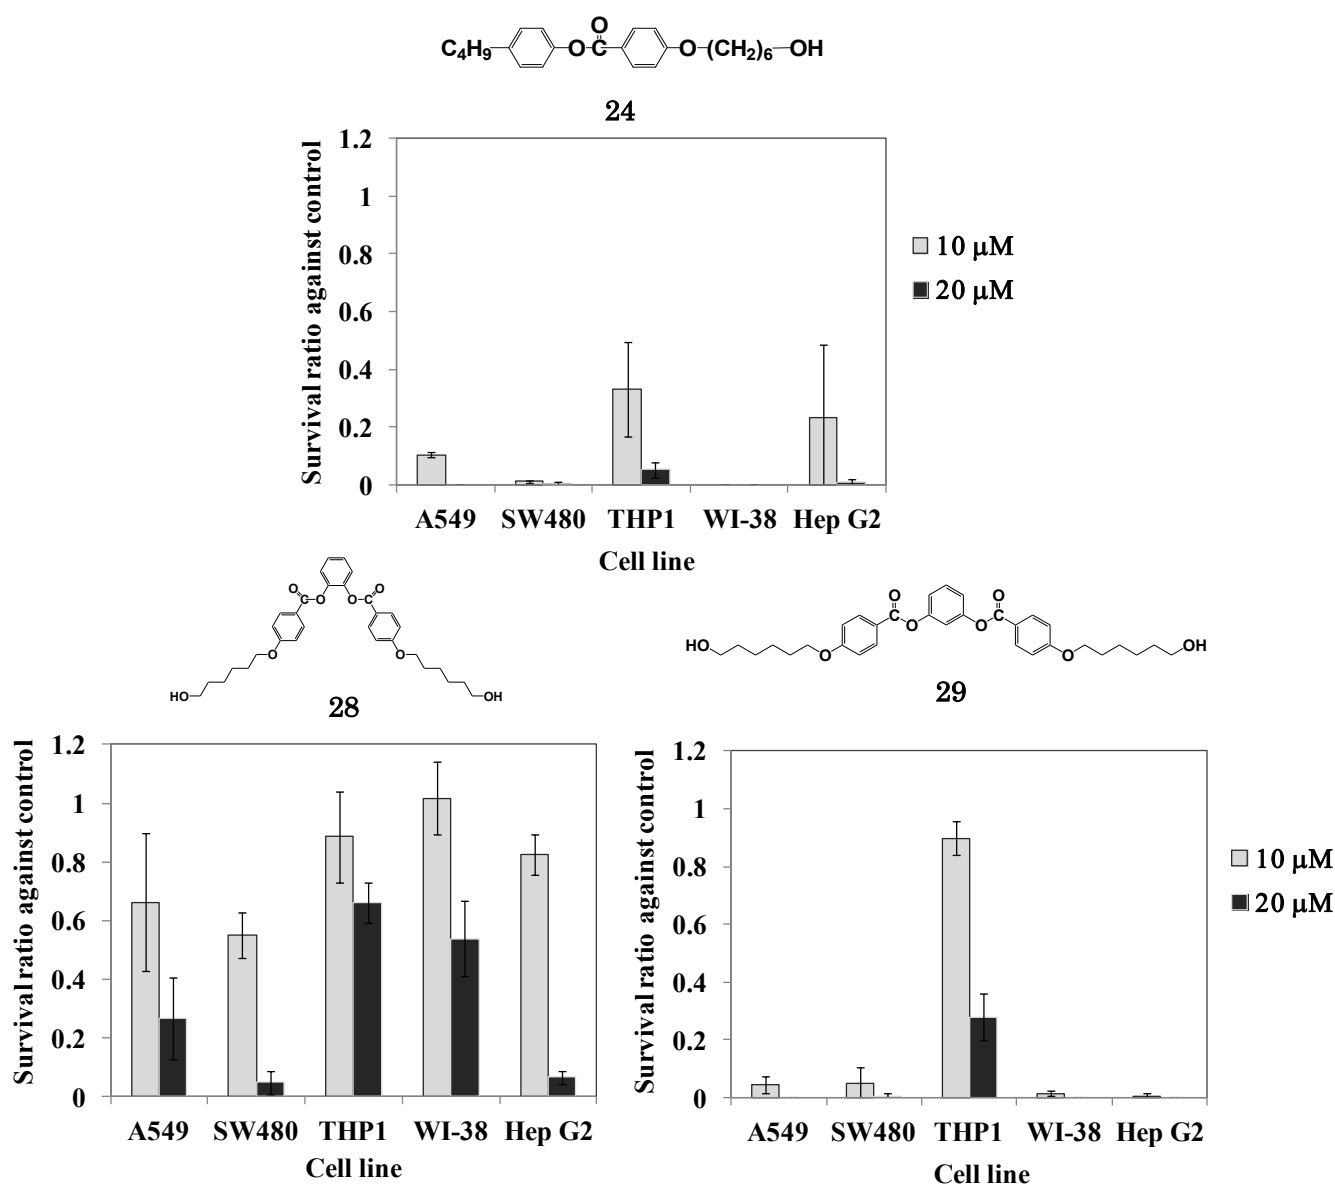 C4H9 O C O O (CH2)6 OH
24
Survival ratio against control
1.2
1
0.8
0.6
0.4
0.2
0
A549 SW480 THP1 WI-38 Hep G2
Cell line
10 μM
20 μM
O C O O C O
O O
HO OH
28
Survival ratio against control
1.2
1
0.8
0.6
0.4
0.2
0
A549 SW480 THP1 WI-38 Hep G2
Cell line
O C O O C O
HO O O OH
29
Survival ratio against control
1.2
1
0.8
0.6
0.4
0.2
0
A549 SW480 THP1 WI-38 Hep G2
Cell line
10 μM
20 μM